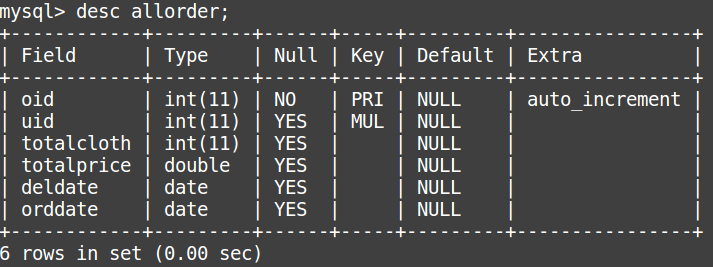 mysql> desc allorder;
+------------+---------+------+-----+---------+----------------+
| Field      | Type    | Null | Key | Default | Extra          |
+------------+---------+------+-----+---------+----------------+
| oid        | int(11) | NO   | PRI | NULL    | auto_increment |
| uid        | int(11) | YES  | MUL | NULL    |                |
| totalcloth | int(11) | YES  |     | NULL    |                |
| totalprice | double  | YES  |     | NULL    |                |
| deldate    | date    | YES  |     | NULL    |                |
| orddate    | date    | YES  |     | NULL    |                |
+------------+---------+------+-----+---------+----------------+
6 rows in set (0.00 sec)